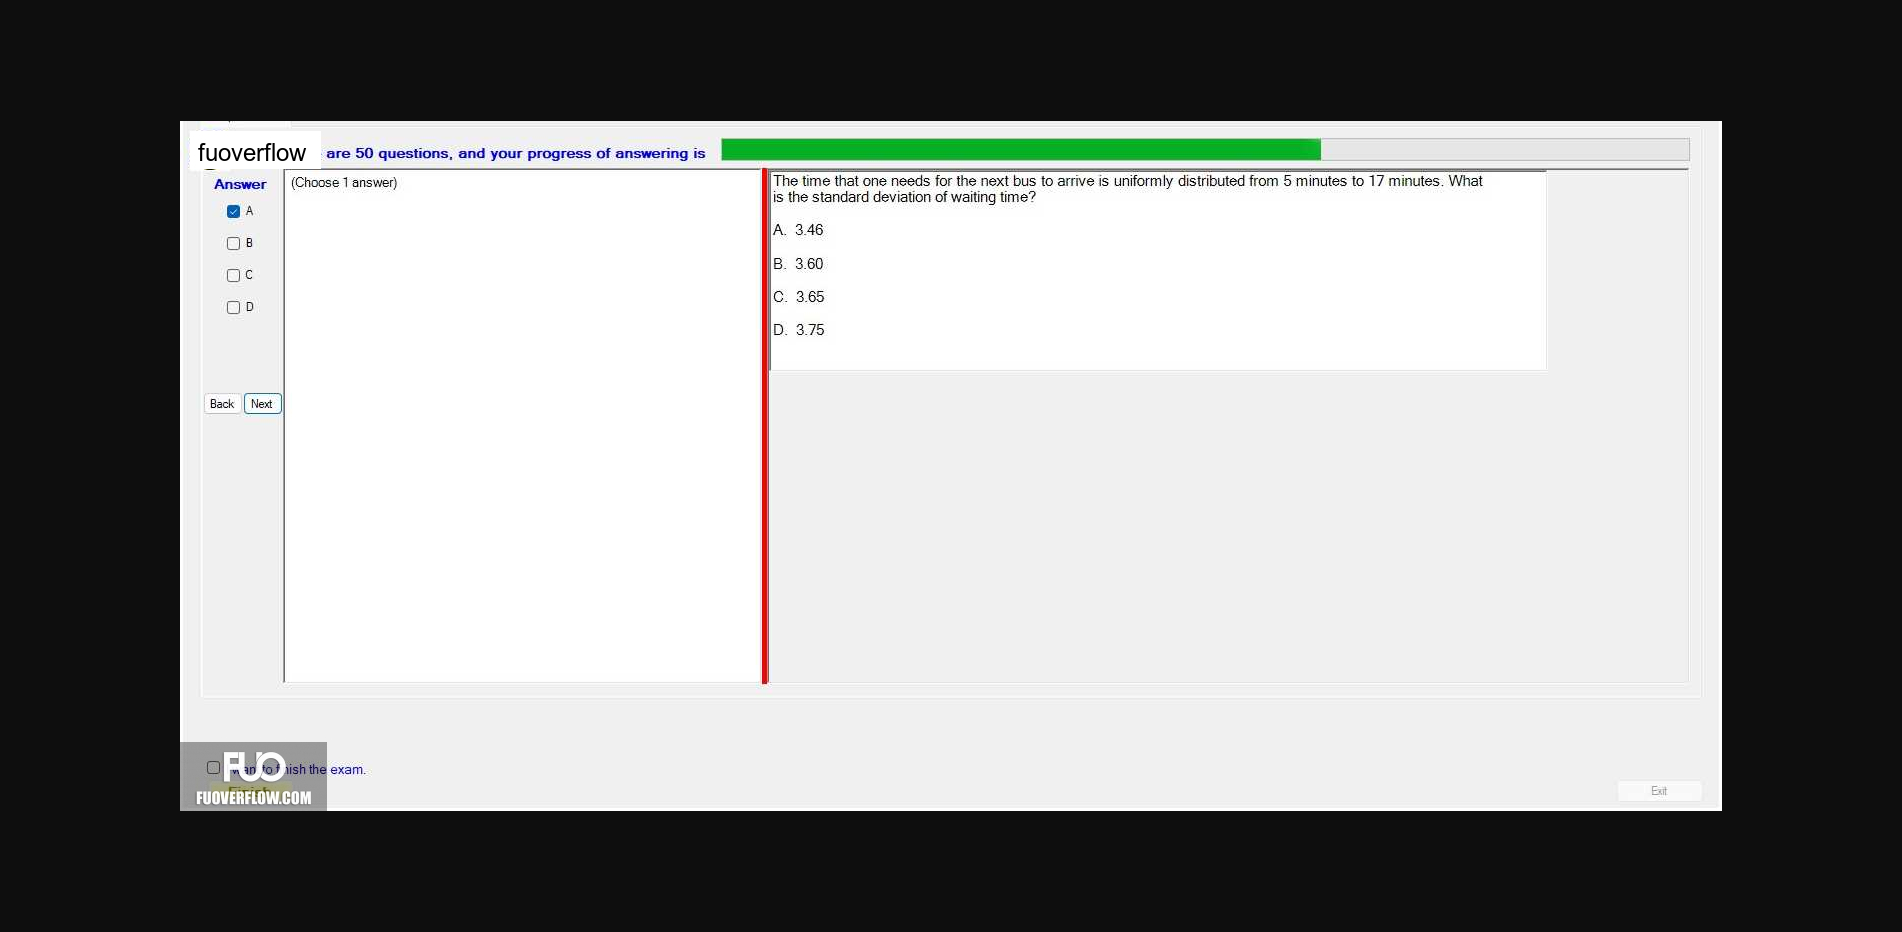 fuoverflow are 50 questions, and your progress of answering is
Answer
(Choose 1 answer)
A
B
C
D
Back Next
The time that one needs for the next bus to arrive is uniformly distributed from 5 minutes to 17 minutes. What
is the standard deviation of waiting time?
A. 3.46
B. 3.60
C. 3.65
D. 3.75
FUO
want to finish the exam.
Finish
FUOVERFLOW.COM
Exit